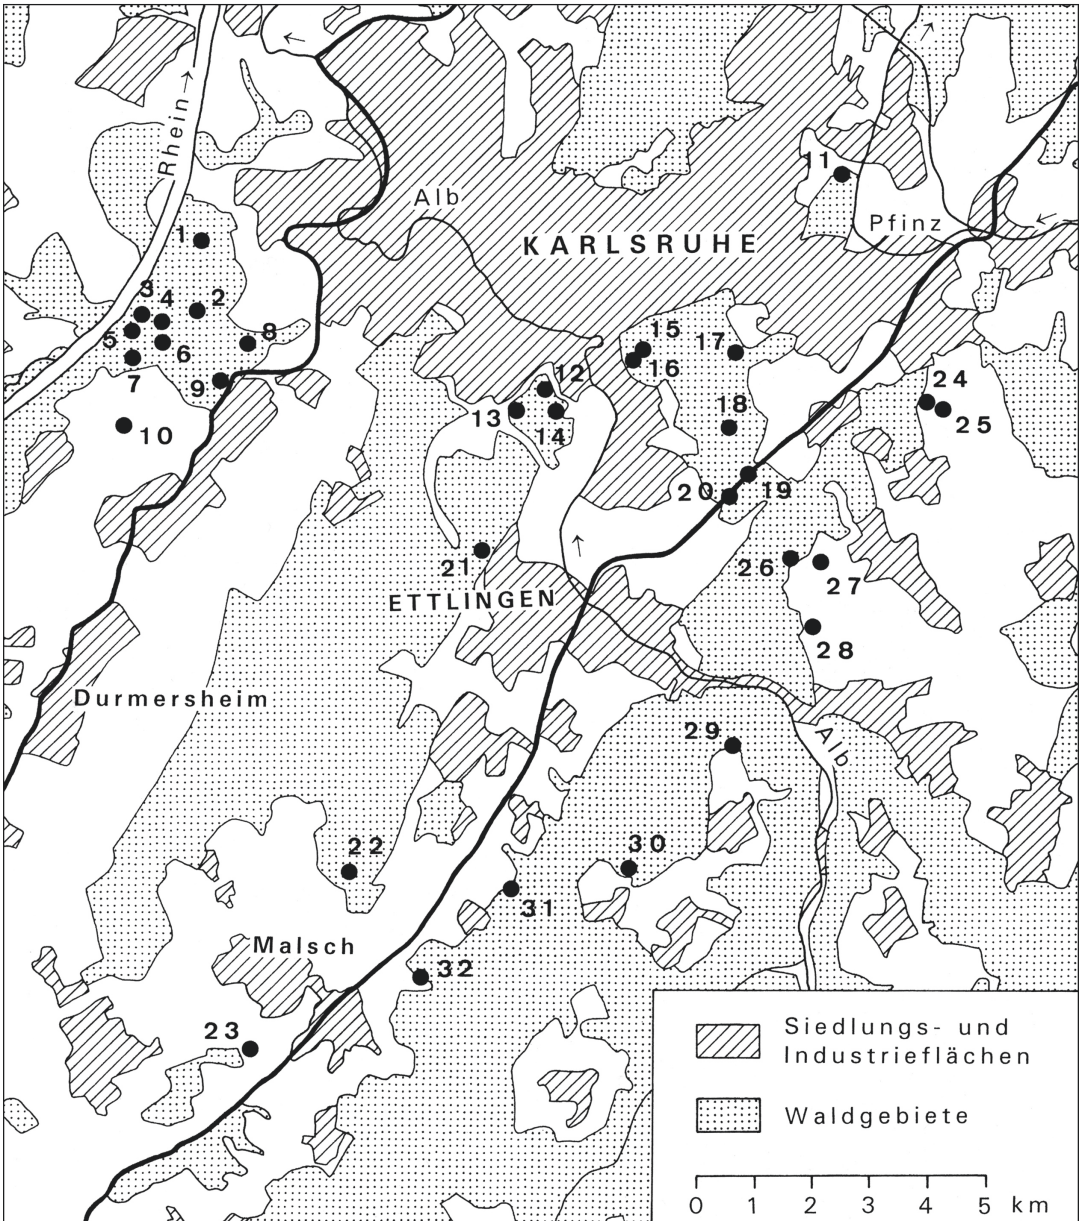 Rhein
Alb
KARLSRUHE
11
Pfinz
1
3
4
2
5
6
8
7
9
10
15
16
17
12
13
14
18
24
25
20
19
21
26
27
28
ETTLINGEN
Durmersheim
29
Alb
22
30
31
Malsch
32
23
Siedlungs- und
Industrieflächen
Waldgebiete
0 1 2 3 4 5 km